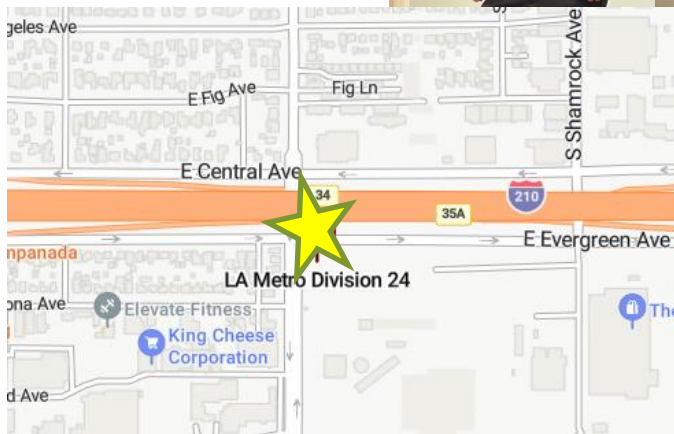 geles Ave
E Fig Ave
Fig Ln
S Shamrock Ave
E Central Ave
34
210
35A
E Evergreen Ave
mpanada
LA Metro Division 24
ona Ave
Elevate Fitness
The
King Cheese
Corporation
d Ave